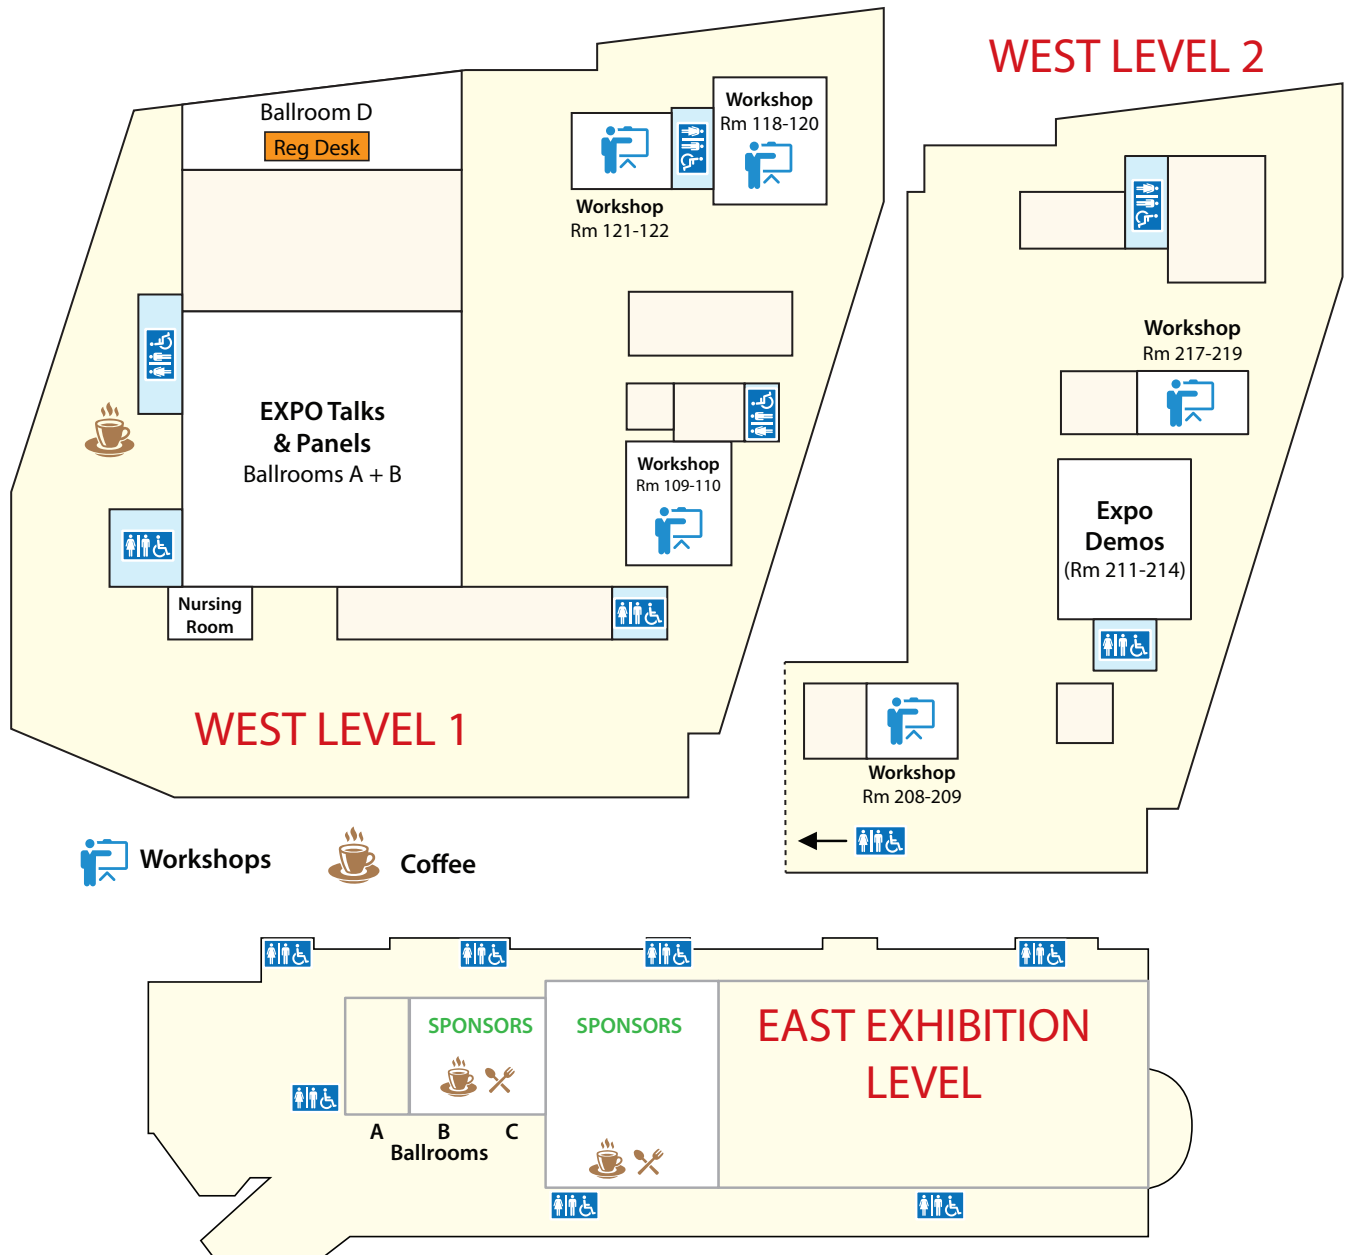 WEST LEVEL 2
Ballroom D
Reg Desk
Workshop
Rm 118-120
Workshop
Rm 121-122
EXPO Talks
& Panels
Ballrooms A + B
Workshop
Rm 109-110
Nursing
Room
WEST LEVEL 1
Workshop
Rm 217-219
Expo
Demos
(Rm 211-214)
Workshop
Rm 208-209
Workshops
Coffee
SPONSORS
SPONSORS
EAST EXHIBITION
LEVEL
A B C
Ballrooms